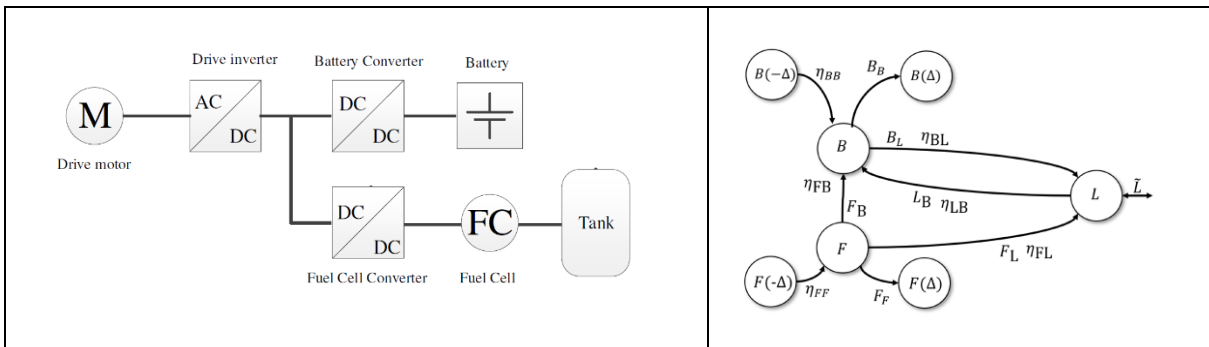 Drive inverter
Battery Converter
Battery
AC
DC
DC
DC
M
Drive motor
DC
DC
FC
Tank
Fuel Cell Converter
Fuel Cell
B(−Δ)
η_BB
B_B
B(Δ)
B
B_L η_BL
η_FB
L_B η_LB
L
L̃
F_B
F
F_L η_FL
F(-Δ)
η_FF
F_F
F(Δ)